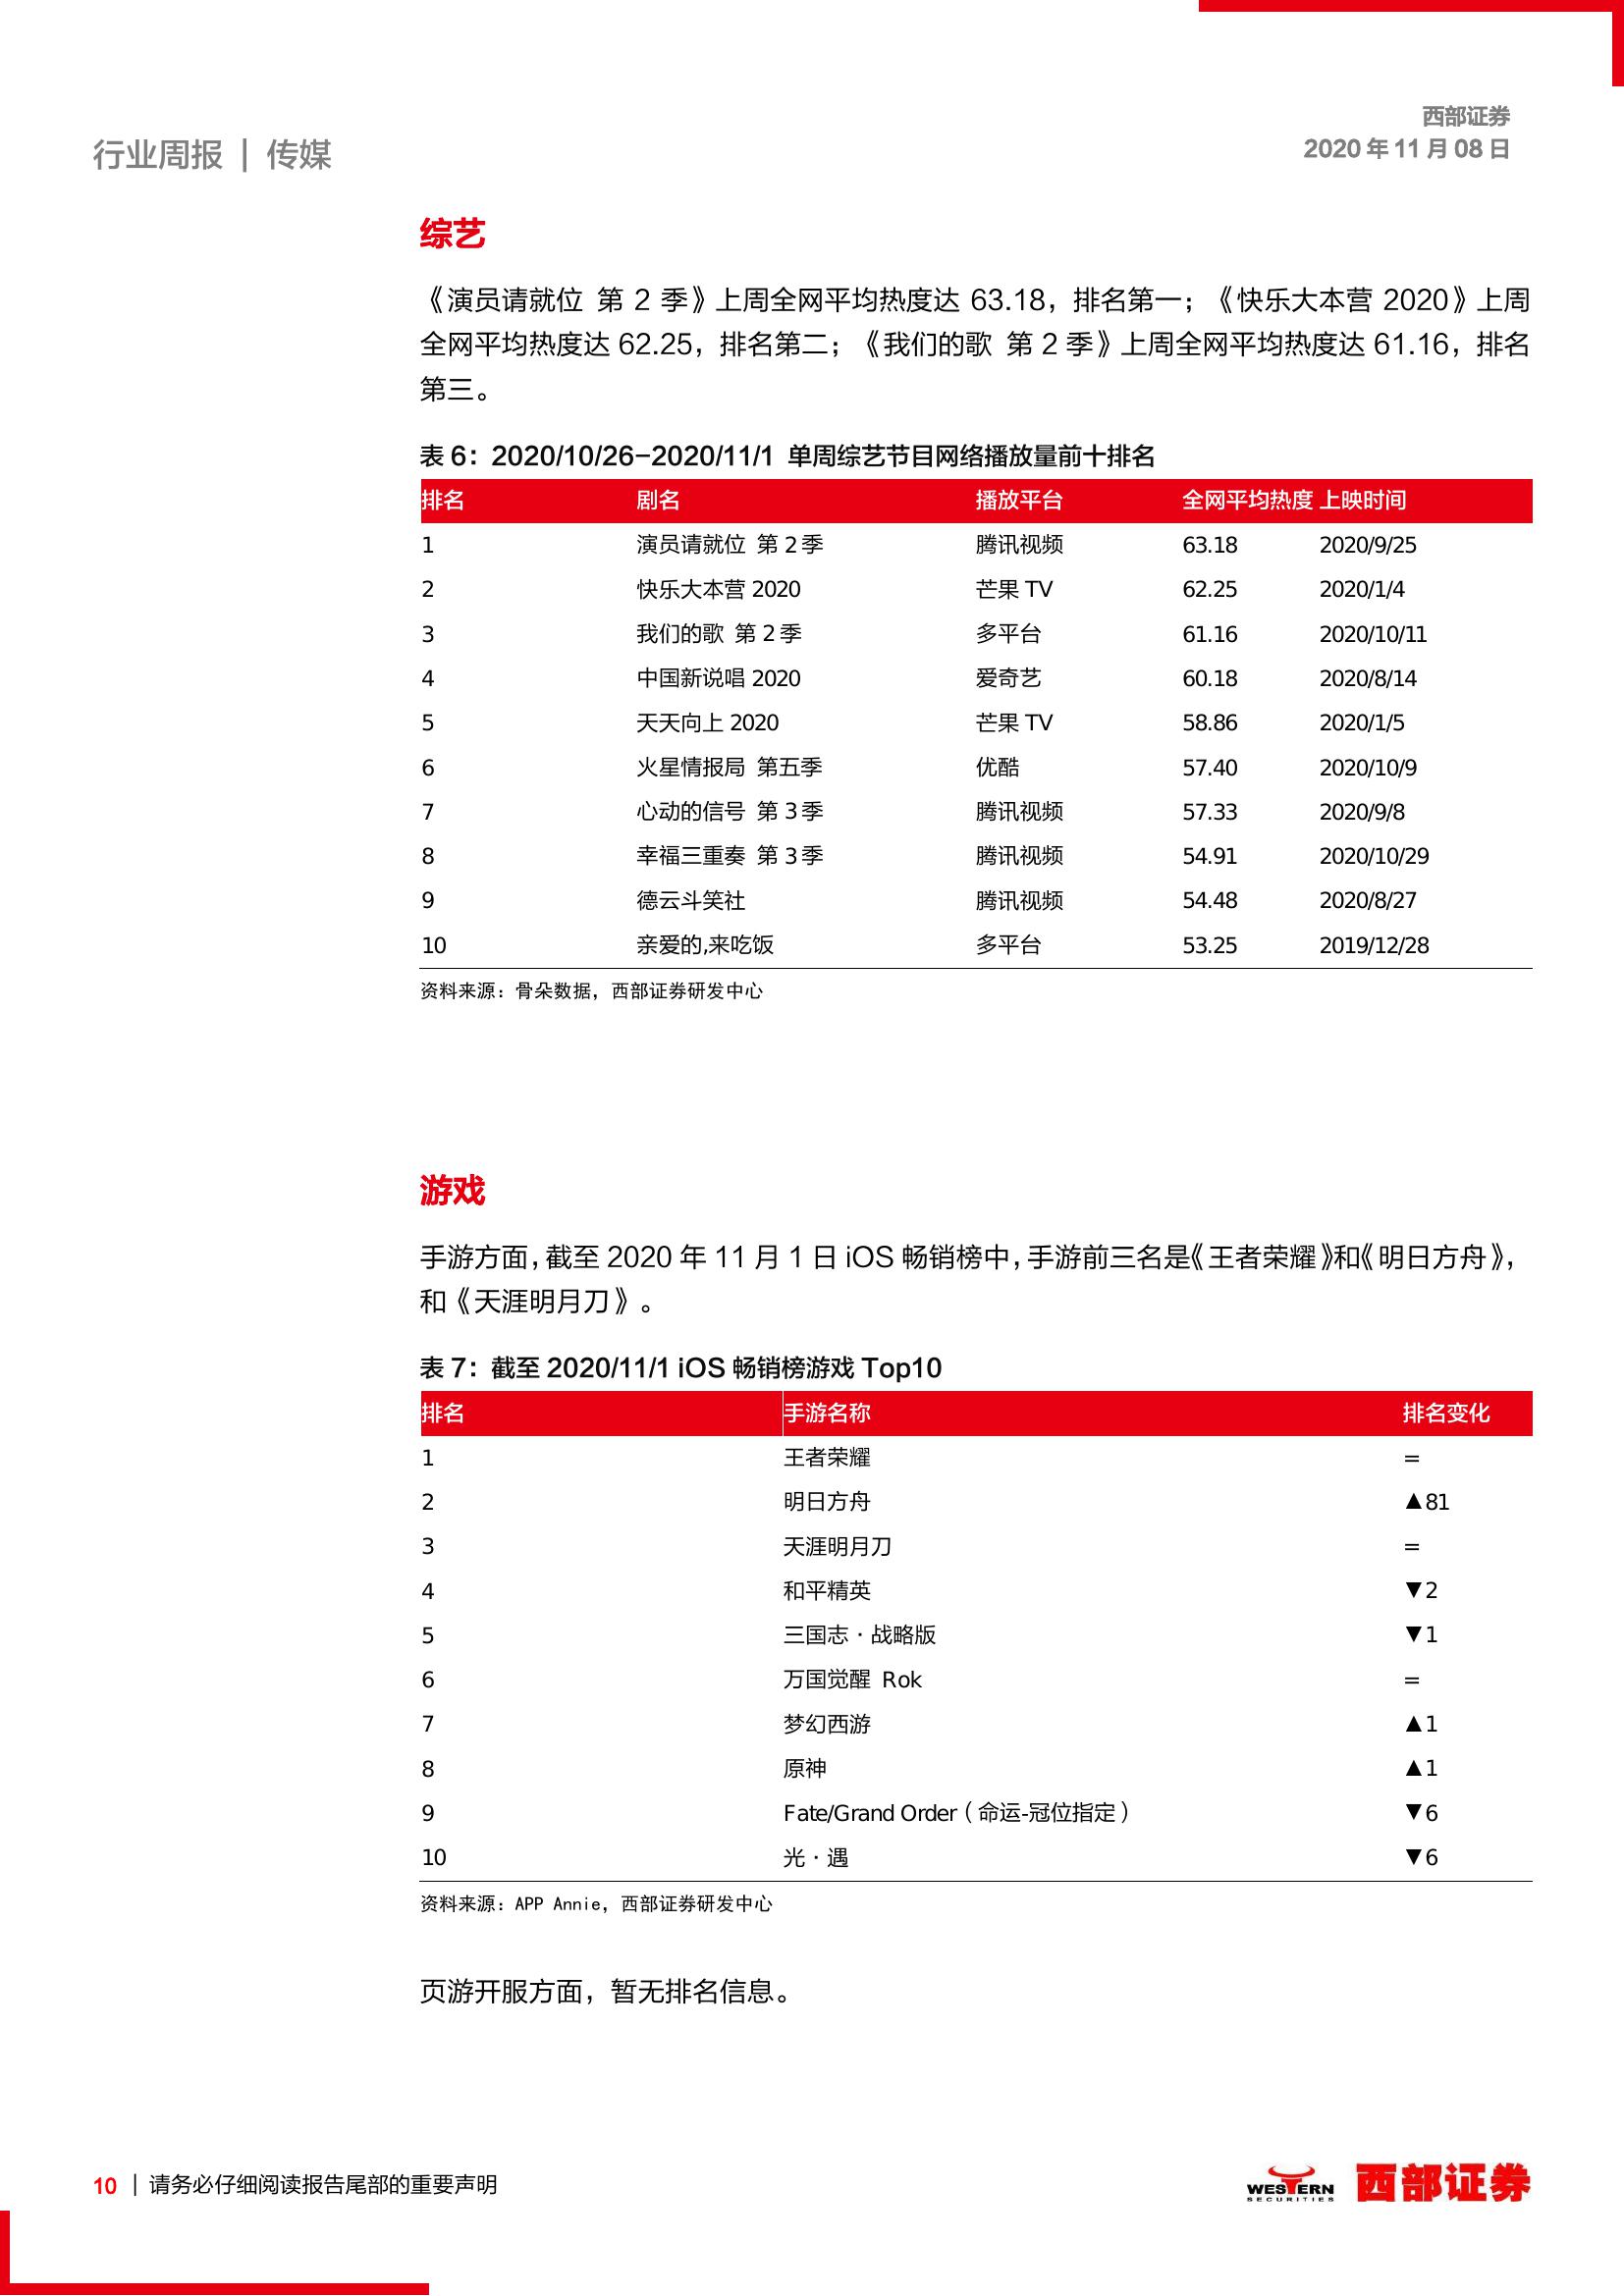 西部证券
行业周报 | 传媒
2020 年 11 月 08 日
综艺
《演员请就位 第 2 季》上周全网平均热度达 63.18，排名第一；《快乐大本营 2020》上周
全网平均热度达 62.25，排名第二；《我们的歌 第 2 季》上周全网平均热度达 61.16，排名
第三。
表 6：2020/10/26-2020/11/1 单周综艺节目网络播放量前十排名
排名 剧名 播放平台 全网平均热度 上映时间
1 演员请就位 第 2 季 腾讯视频 63.18 2020/9/25
2 快乐大本营 2020 芒果 TV 62.25 2020/1/4
3 我们的歌 第 2 季 多平台 61.16 2020/10/11
4 中国新说唱 2020 爱奇艺 60.18 2020/8/14
5 天天向上 2020 芒果 TV 58.86 2020/1/5
6 火星情报局 第五季 优酷 57.40 2020/10/9
7 心动的信号 第 3 季 腾讯视频 57.33 2020/9/8
8 幸福三重奏 第 3 季 腾讯视频 54.91 2020/10/29
9 德云斗笑社 腾讯视频 54.48 2020/8/27
10 亲爱的,来吃饭 多平台 53.25 2019/12/28
资料来源：骨朵数据，西部证券研发中心
游戏
手游方面，截至 2020 年 11 月 1 日 iOS 畅销榜中，手游前三名是《王者荣耀》和《明日方舟》，
和《天涯明月刀》。
表 7：截至 2020/11/1 iOS 畅销榜游戏 Top10
排名 手游名称 排名变化
1 王者荣耀 =
2 明日方舟 ▲81
3 天涯明月刀 =
4 和平精英 ▼2
5 三国志·战略版 ▼1
6 万国觉醒 Rok =
7 梦幻西游 ▲1
8 原神 ▲1
9 Fate/Grand Order（命运-冠位指定） ▼6
10 光·遇 ▼6
资料来源：APP Annie，西部证券研发中心
页游开服方面，暂无排名信息。
10 | 请务必仔细阅读报告尾部的重要声明
WESTERN
SECURITIES
西部证券